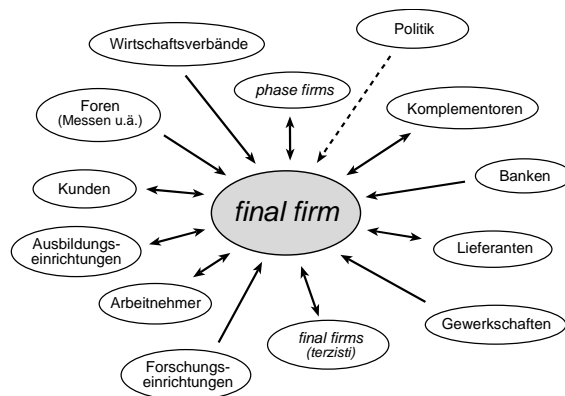 Politik
Wirtschaftsverbände
phase firms
Foren
(Messen u.ä.)
Komplementoren
Banken
Kunden
final firm
Ausbildungs-
einrichtungen
Lieferanten
Arbeitnehmer
Gewerkschaften
final firms
(terzisti)
Forschungs-
einrichtungen